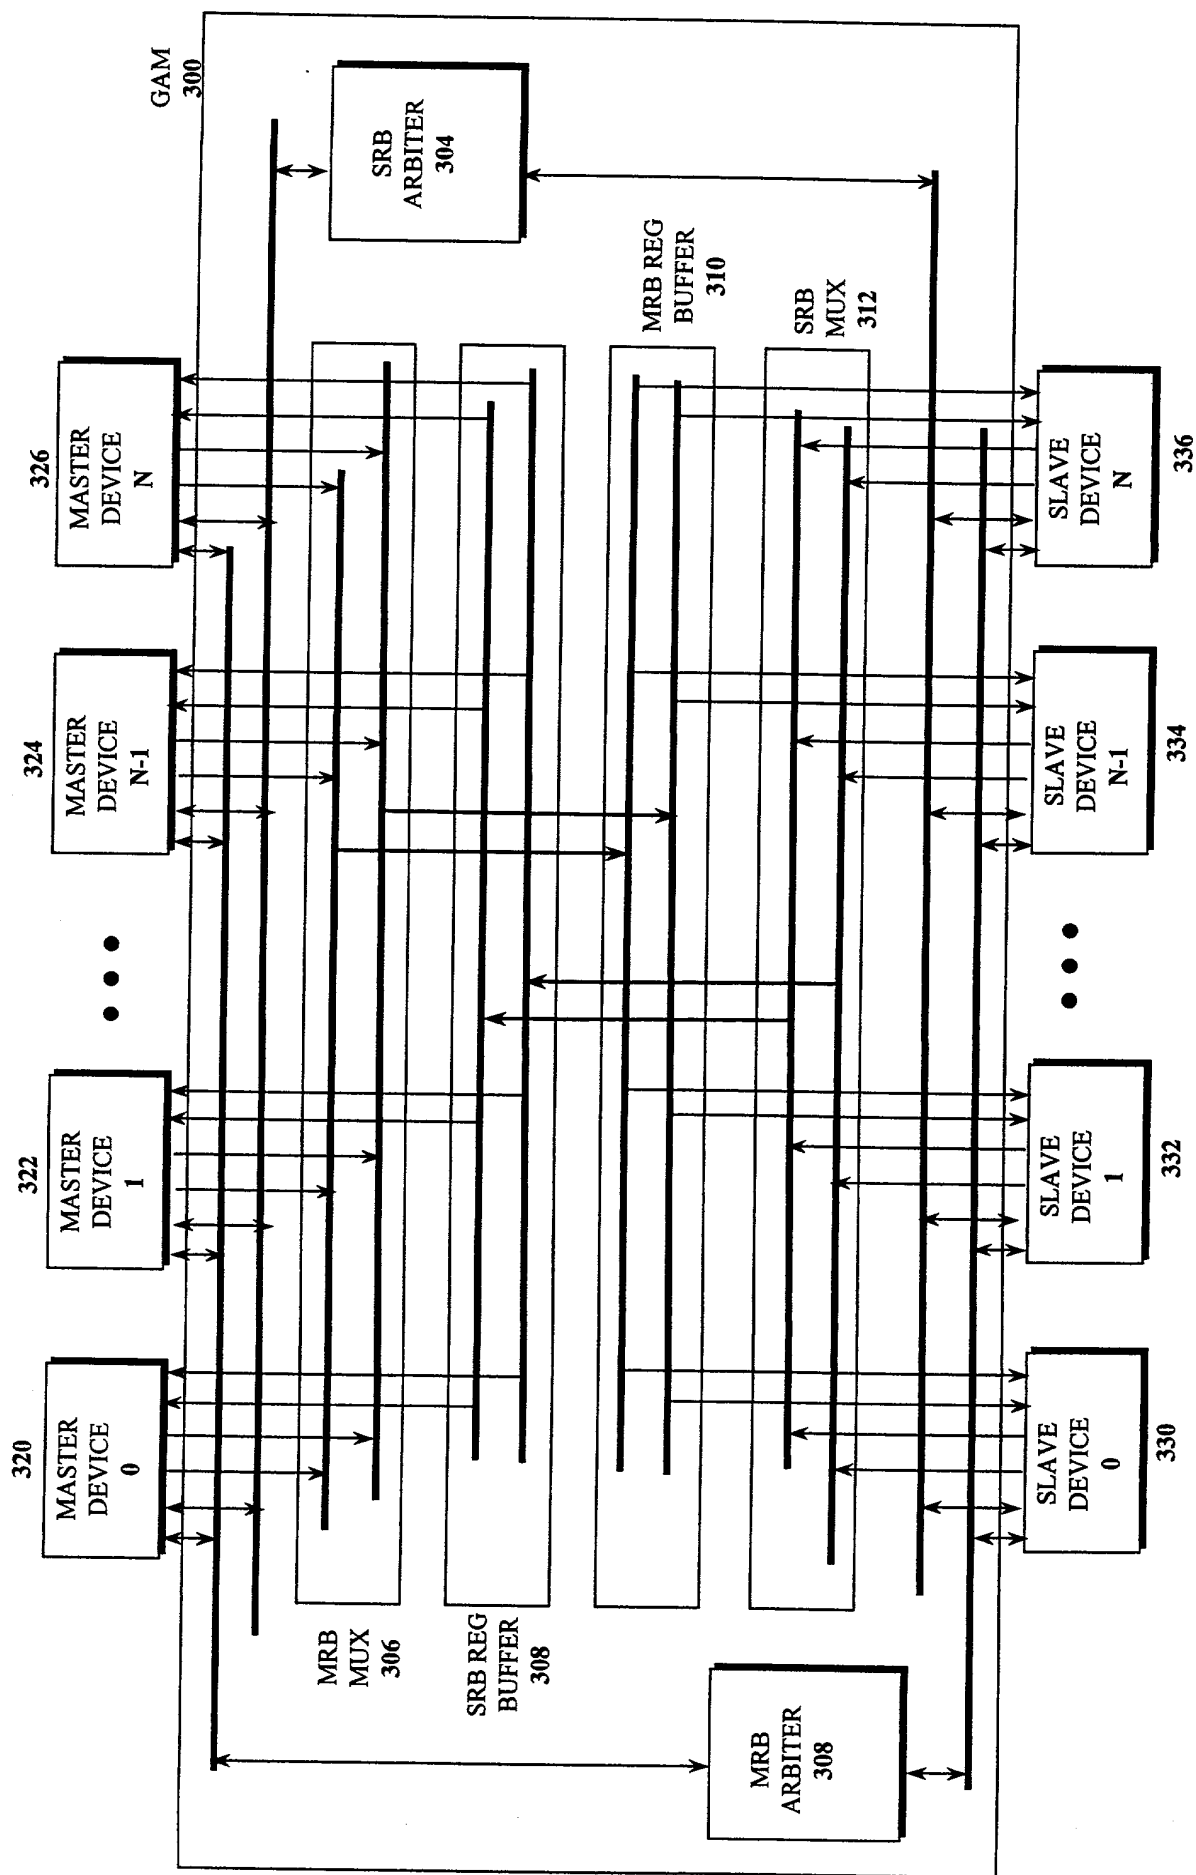 GAM
300
320
MASTER
DEVICE
0
322
MASTER
DEVICE
1
324
MASTER
DEVICE
N-1
326
MASTER
DEVICE
N
SRB
ARBITER
304
MRB
MUX
306
SRB REG
BUFFER
308
MRB REG
BUFFER
310
SRB
MUX
312
MRB
ARBITER
308
SLAVE
DEVICE
0
330
SLAVE
DEVICE
1
332
SLAVE
DEVICE
N-1
334
SLAVE
DEVICE
N
336